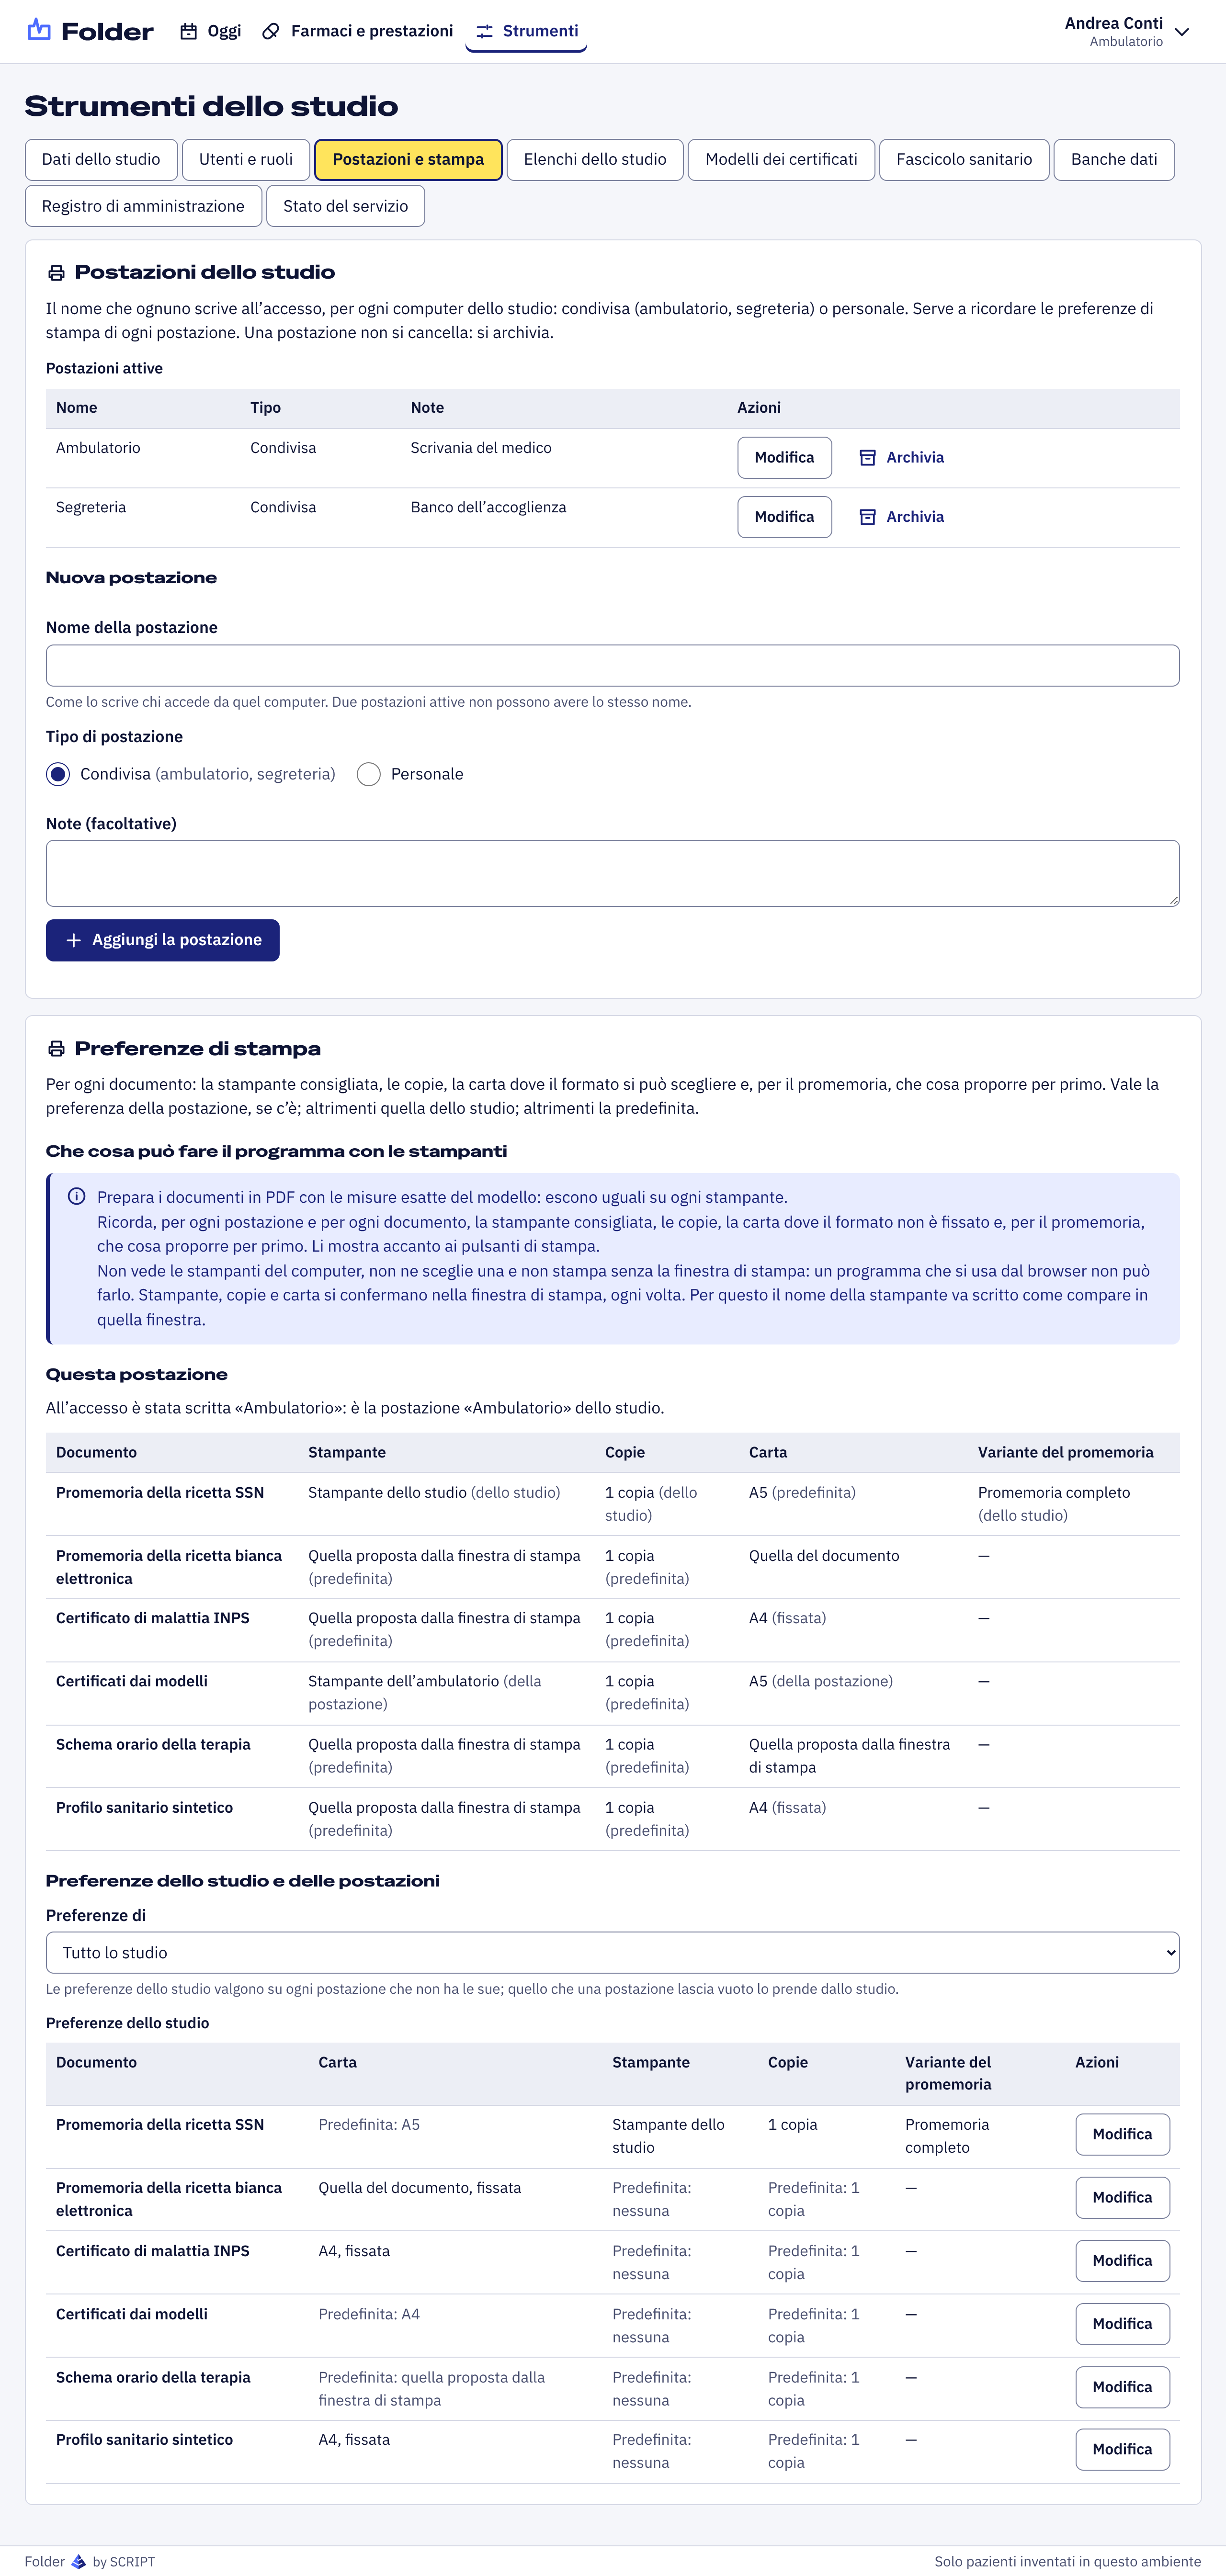 Folder
Oggi
Farmaci e prestazioni
Strumenti
Andrea Conti
Ambulatorio
Strumenti dello studio
Dati dello studio
Utenti e ruoli
Postazioni e stampa
Elenchi dello studio
Modelli dei certificati
Fascicolo sanitario
Banche dati
Registro di amministrazione
Stato del servizio
Postazioni dello studio
Il nome che ognuno scrive all’accesso, per ogni computer dello studio: condivisa (ambulatorio, segreteria) o personale. Serve a ricordare le preferenze di
stampa di ogni postazione. Una postazione non si cancella: si archivia.
Postazioni attive
Nome Tipo Note Azioni
Ambulatorio Condivisa Scrivania del medico Modifica Archivia
Segreteria Condivisa Banco dell’accoglienza Modifica Archivia
Nuova postazione
Nome della postazione
Come lo scrive chi accede da quel computer. Due postazioni attive non possono avere lo stesso nome.
Tipo di postazione
Condivisa (ambulatorio, segreteria) Personale
Note (facoltative)
Aggiungi la postazione
Preferenze di stampa
Per ogni documento: la stampante consigliata, le copie, la carta dove il formato si può scegliere e, per il promemoria, che cosa proporre per primo. Vale la
preferenza della postazione, se c’è; altrimenti quella dello studio; altrimenti la predefinita.
Che cosa può fare il programma con le stampanti
Prepara i documenti in PDF con le misure esatte del modello: escono uguali su ogni stampante.
Ricorda, per ogni postazione e per ogni documento, la stampante consigliata, le copie, la carta dove il formato non è fissato e, per il promemoria,
che cosa proporre per primo. Li mostra accanto ai pulsanti di stampa.
Non vede le stampanti del computer, non ne sceglie una e non stampa senza la finestra di stampa: un programma che si usa dal browser non può
farlo. Stampante, copie e carta si confermano nella finestra di stampa, ogni volta. Per questo il nome della stampante va scritto come compare in
quella finestra.
Questa postazione
All’accesso è stata scritta «Ambulatorio»: è la postazione «Ambulatorio» dello studio.
Documento Stampante Copie Carta Variante del promemoria
Promemoria della ricetta SSN Stampante dello studio (dello studio) 1 copia (dello A5 (predefinita) Promemoria completo
studio) (dello studio)
Promemoria della ricetta bianca Quella proposta dalla finestra di stampa 1 copia Quella del documento —
elettronica (predefinita) (predefinita)
Certificato di malattia INPS Quella proposta dalla finestra di stampa 1 copia A4 (fissata) —
(predefinita) (predefinita)
Certificati dai modelli Stampante dell’ambulatorio (della 1 copia A5 (della postazione) —
postazione) (predefinita)
Schema orario della terapia Quella proposta dalla finestra di stampa 1 copia Quella proposta dalla finestra —
(predefinita) (predefinita) di stampa
Profilo sanitario sintetico Quella proposta dalla finestra di stampa 1 copia A4 (fissata) —
(predefinita) (predefinita)
Preferenze dello studio e delle postazioni
Preferenze di
Tutto lo studio
Le preferenze dello studio valgono su ogni postazione che non ha le sue; quello che una postazione lascia vuoto lo prende dallo studio.
Preferenze dello studio
Documento Carta Stampante Copie Variante del Azioni
promemoria
Promemoria della ricetta SSN Predefinita: A5 Stampante dello 1 copia Promemoria Modifica
studio completo
Promemoria della ricetta bianca Quella del documento, fissata Predefinita: Predefinita: 1 — Modifica
elettronica nessuna copia
Certificato di malattia INPS A4, fissata Predefinita: Predefinita: 1 — Modifica
nessuna copia
Certificati dai modelli Predefinita: A4 Predefinita: Predefinita: 1 — Modifica
nessuna copia
Schema orario della terapia Predefinita: quella proposta dalla Predefinita: Predefinita: 1 — Modifica
finestra di stampa nessuna copia
Profilo sanitario sintetico A4, fissata Predefinita: Predefinita: 1 — Modifica
nessuna copia
Folder by SCRIPT
Solo pazienti inventati in questo ambiente